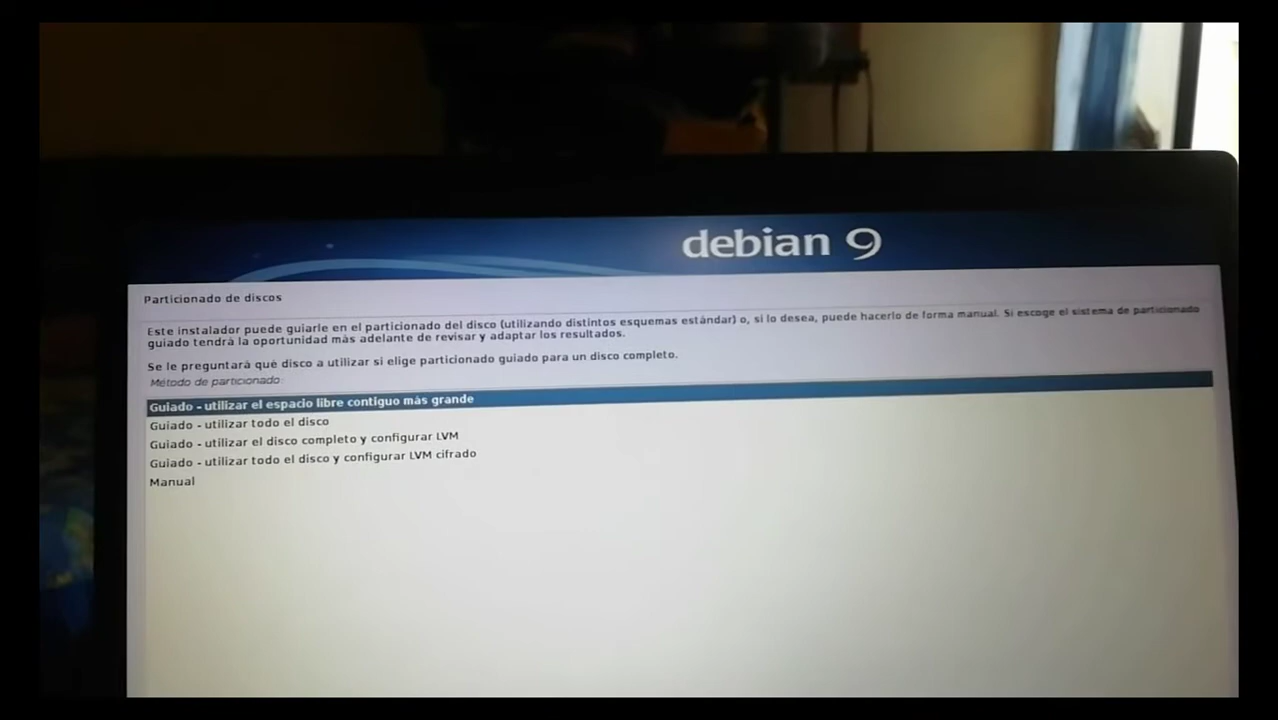 debian 9
Particionado de discos
Este instalador puede guiarle en el particionado del disco (utilizando distintos esquemas estándar) o, si lo desea, puede hacerlo de forma manual. Si escoge el sistema de particionado
guiado tendrá la oportunidad más adelante de revisar y adaptar los resultados.
Se le preguntará qué disco a utilizar si elige particionado guiado para un disco completo.
Método de particionado:
Guiado - utilizar el espacio libre contiguo más grande
Guiado - utilizar todo el disco
Guiado - utilizar el disco completo y configurar LVM
Guiado - utilizar todo el disco y configurar LVM cifrado
Manual